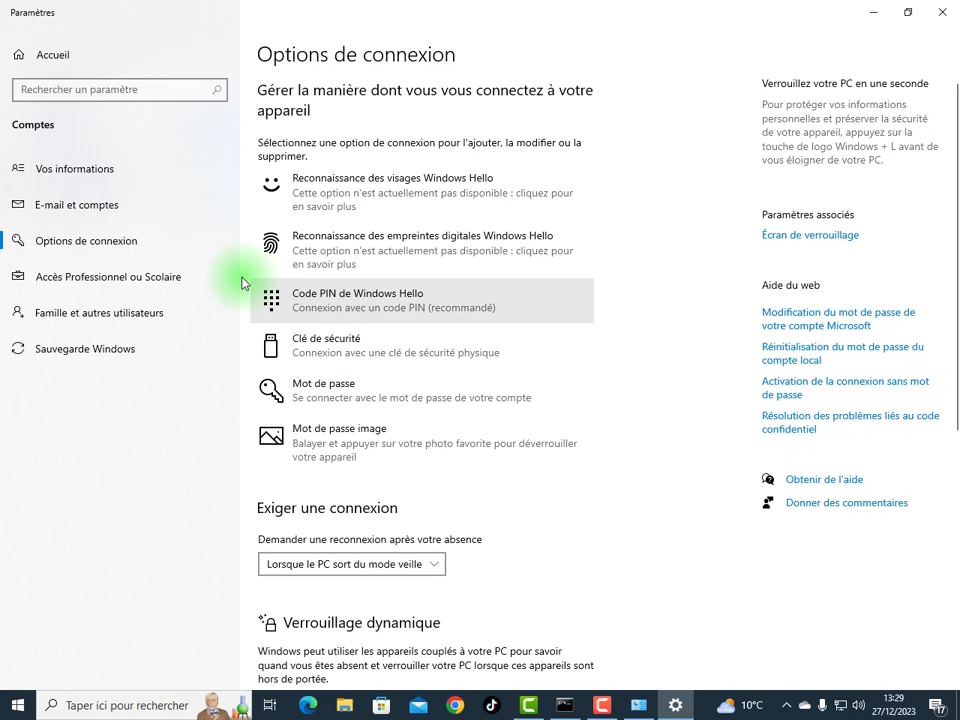 Paramètres
Accueil
Rechercher un paramètre
Comptes
Vos informations
E-mail et comptes
Options de connexion
Accès Professionnel ou Scolaire
Famille et autres utilisateurs
Sauvegarde Windows
Options de connexion
Gérer la manière dont vous vous connectez à votre
appareil
Sélectionnez une option de connexion pour l'ajouter, la modifier ou la
supprimer.
Reconnaissance des visages Windows Hello
Cette option n'est actuellement pas disponible : cliquez pour
en savoir plus
Reconnaissance des empreintes digitales Windows Hello
Cette option n'est actuellement pas disponible : cliquez pour
en savoir plus
Code PIN de Windows Hello
Connexion avec un code PIN (recommandé)
Clé de sécurité
Connexion avec une clé de sécurité physique
Mot de passe
Se connecter avec le mot de passe de votre compte
Mot de passe image
Balayer et appuyer sur votre photo favorite pour déverrouiller
votre appareil
Exiger une connexion
Demander une reconnexion après votre absence
Lorsque le PC sort du mode veille
Verrouillage dynamique
Windows peut utiliser les appareils couplés à votre PC pour savoir
quand vous êtes absent et verrouiller votre PC lorsque ces appareils sont
hors de portée.
Verrouillez votre PC en une seconde
Pour protéger vos informations
personnelles et préserver la sécurité
de votre appareil, appuyez sur la
touche de logo Windows + L avant de
vous éloigner de votre PC.
Paramètres associés
Écran de verrouillage
Aide du web
Modification du mot de passe de
votre compte Microsoft
Réinitialisation du mot de passe du
compte local
Activation de la connexion sans mot
de passe
Résolution des problèmes liés au code
confidentiel
Obtenir de l'aide
Donner des commentaires
Taper ici pour rechercher
10°C
13:29
27/12/2023
17